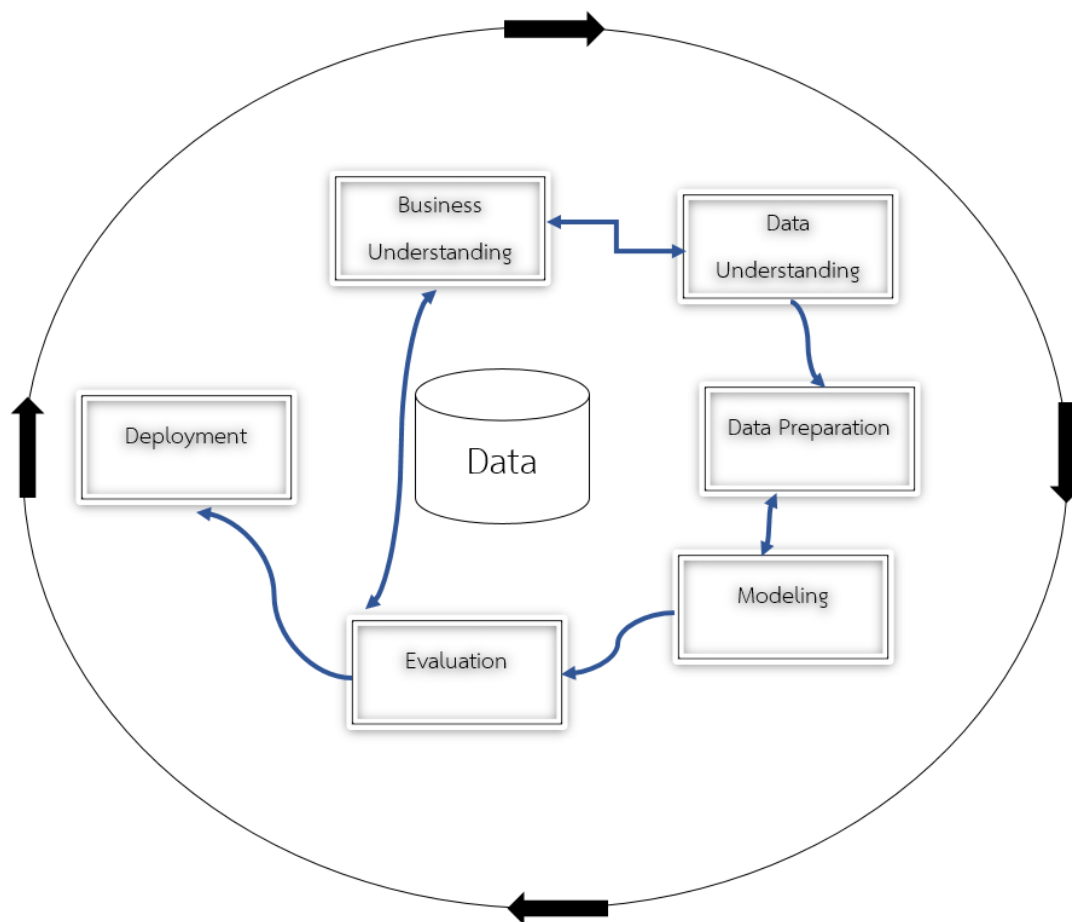 Business
Understanding
Data
Understanding
Data Preparation
Modeling
Evaluation
Deployment
Data